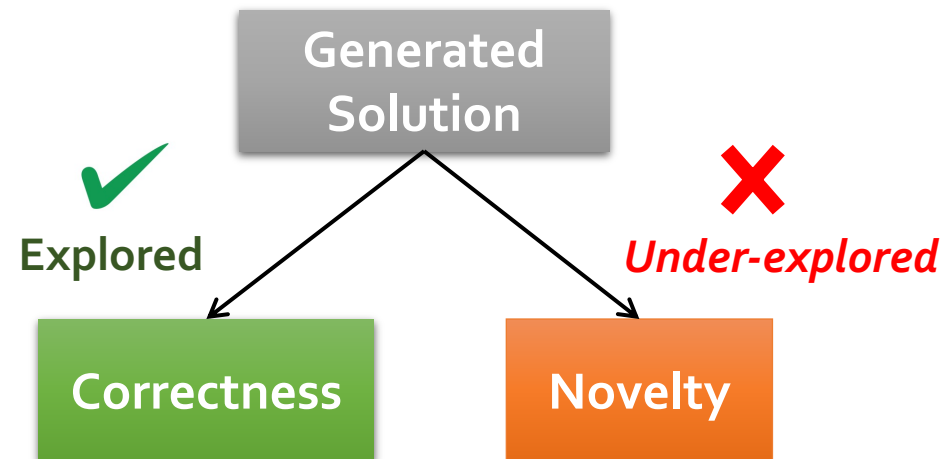 Generated
Solution
Explored
Under-explored
Correctness
Novelty